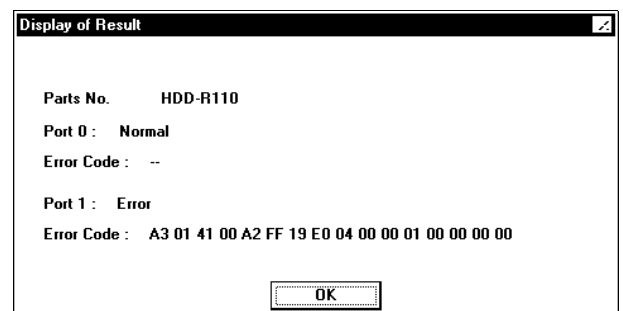 Display of Result
Parts No. HDD-R110
Port 0 : Normal
Error Code : --
Port 1 : Error
Error Code : A3 01 41 00 A2 FF 19 E0 04 00 00 01 00 00 00 00
OK